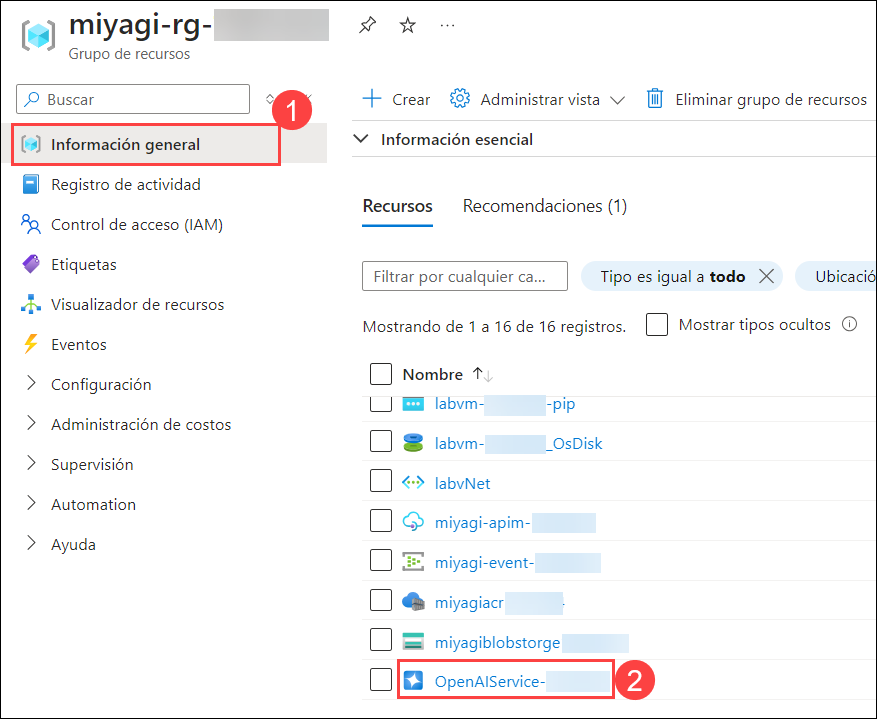 miyagi-rg-
Grupo de recursos
Buscar
1
Información general
Registro de actividad
Control de acceso (IAM)
Etiquetas
Visualizador de recursos
Eventos
Configuración
Administración de costos
Supervisión
Automation
Ayuda
Crear
Administrar vista
Eliminar grupo de recursos
Información esencial
Recursos
Recomendaciones (1)
Filtrar por cualquier ca...
Tipo es igual a todo
Ubicació
Mostrando de 1 a 16 de 16 registros.
Mostrar tipos ocultos
Nombre
labvm- -pip
labvm- _OsDisk
labvNet
miyagi-apim-
miyagi-event-
miyagiacr
miyagiblobstorge
OpenAIService-
2